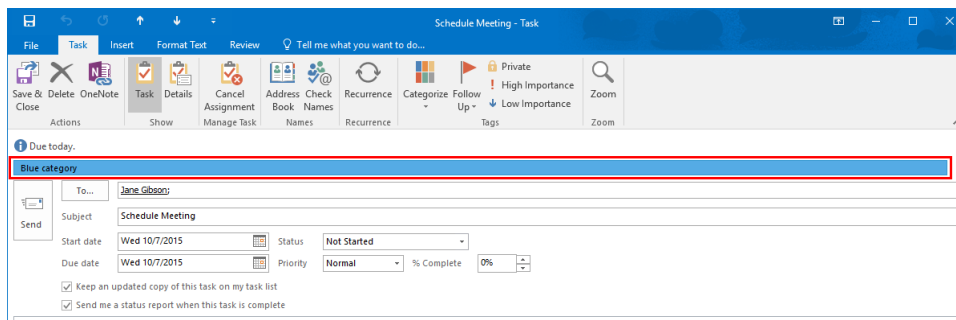 Schedule Meeting - Task
File Task Insert Format Text Review Tell me what you want to do...
Save & Close Delete OneNote Task Details Cancel Assignment Address Book Check Names Recurrence Categorize Follow Up Private
High Importance
Low Importance
Zoom
Actions Show Manage Task Names Recurrence Tags Zoom
Due today.
Blue category
To... Jane Gibson;
Send
Subject Schedule Meeting
Start date Wed 10/7/2015 Status Not Started
Due date Wed 10/7/2015 Priority Normal % Complete 0%
Keep an updated copy of this task on my task list
Send me a status report when this task is complete